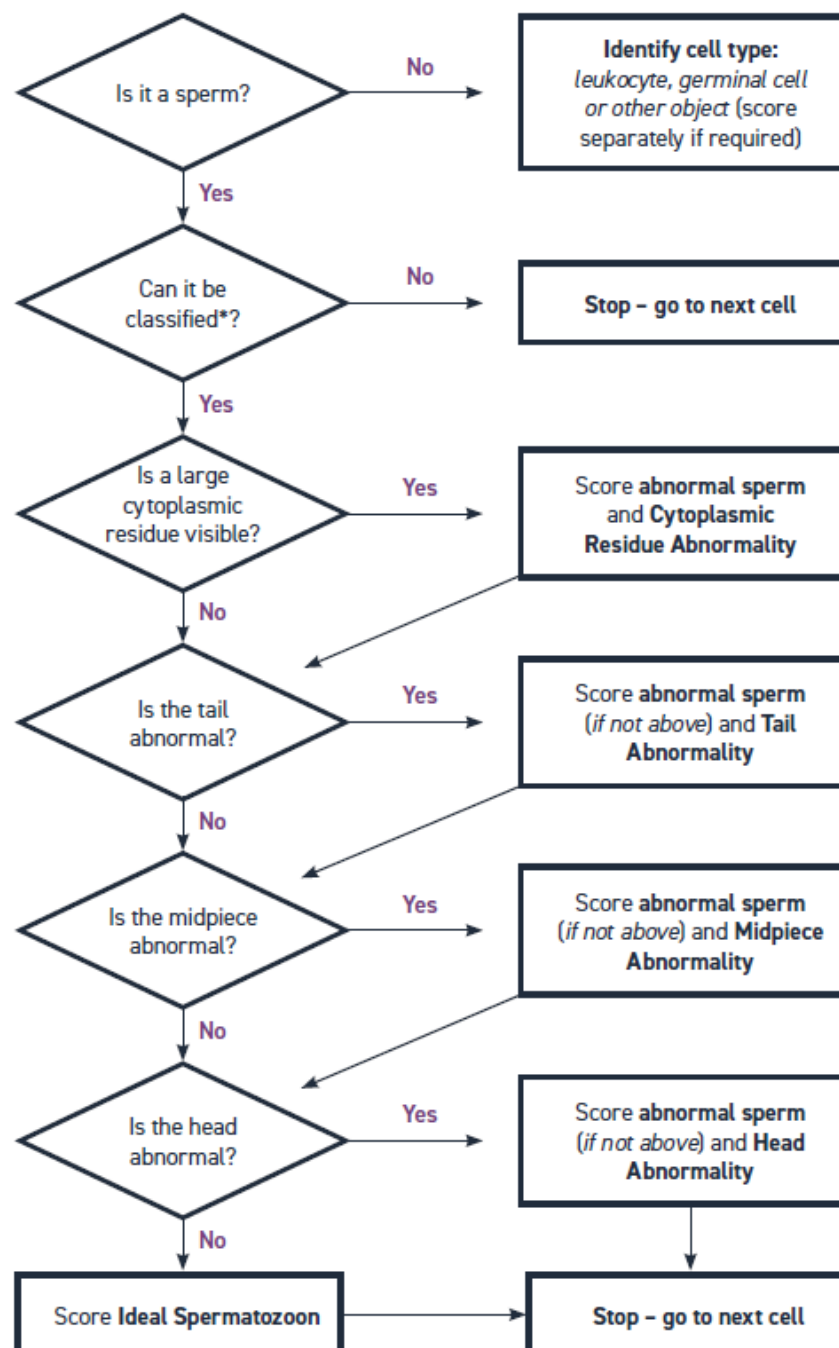 Is it a sperm?
No
Identify cell type:
leukocyte, germinal cell
or other object (score
separately if required)
Yes
Can it be
classified*?
No
Stop – go to next cell
Yes
Is a large
cytoplasmic
residue visible?
Yes
Score abnormal sperm
and Cytoplasmic
Residue Abnormality
No
Is the tail
abnormal?
Yes
Score abnormal sperm
(if not above) and Tail
Abnormality
No
Is the midpiece
abnormal?
Yes
Score abnormal sperm
(if not above) and Midpiece
Abnormality
No
Is the head
abnormal?
Yes
Score abnormal sperm
(if not above) and Head
Abnormality
No
Score Ideal Spermatozoon
Stop – go to next cell